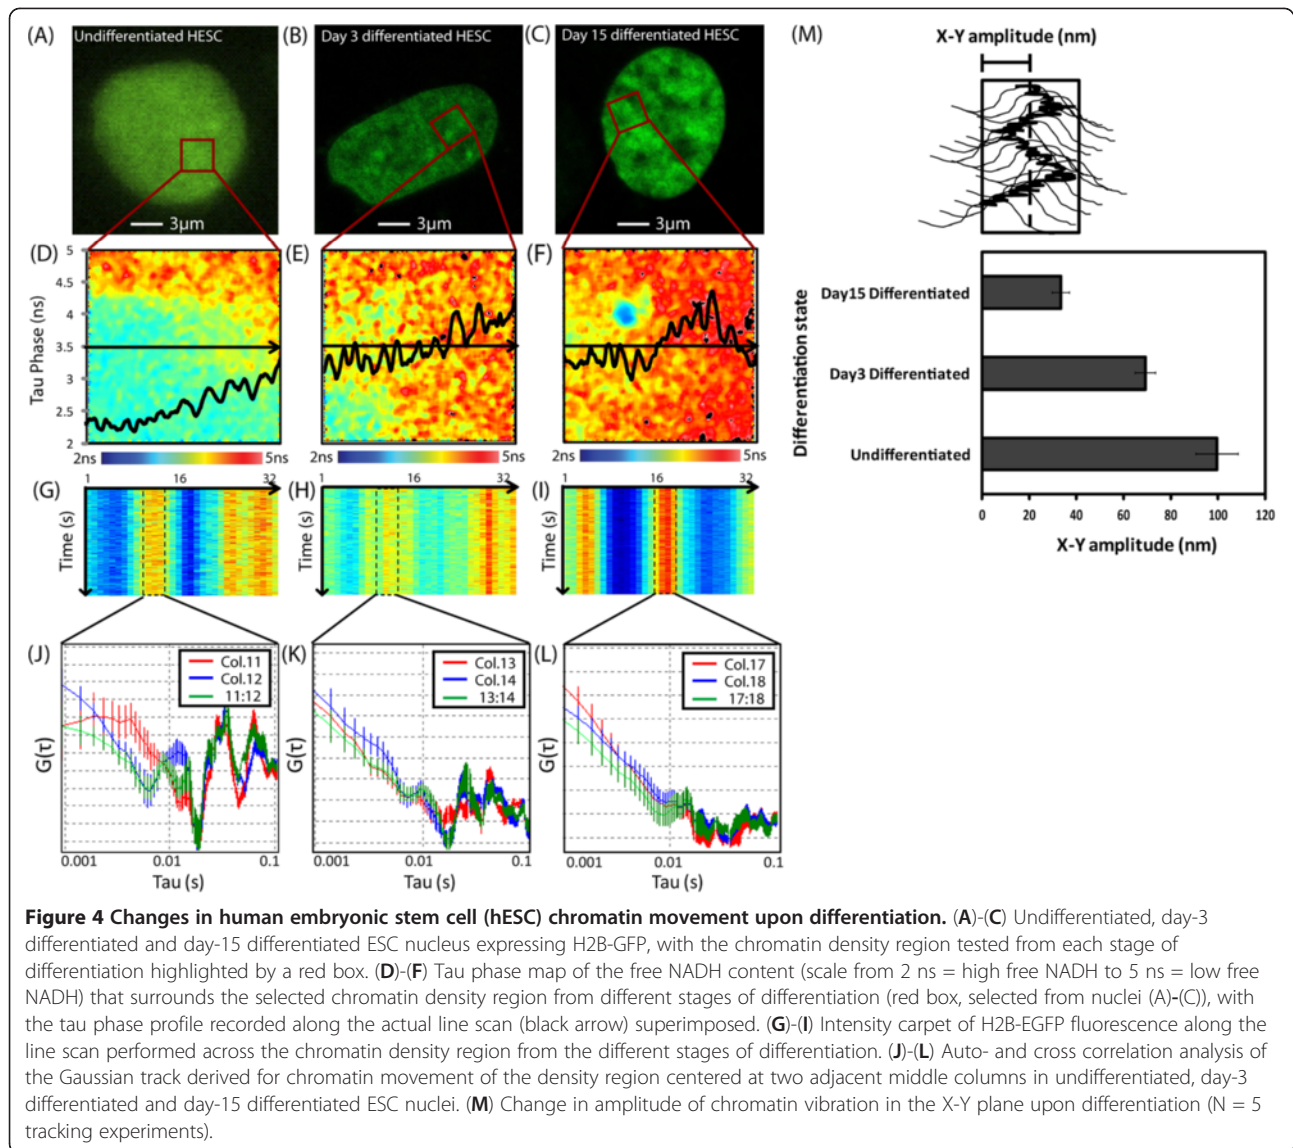 (A) Undifferentiated HESC
3µm
(B) Day 3 differentiated HESC
3µm
(C) Day 15 differentiated HESC
3µm
(M)
X-Y amplitude (nm)
Differentiation state
Day15 Differentiated
Day3 Differentiated
Undifferentiated
0 20 40 60 80 100 120
X-Y amplitude (nm)
(D)
Tau Phase (ns)
5
4.5
4
3.5
3
2.5
2
2ns 5ns
(E)
2ns 5ns
(F)
2ns 5ns
(G)
1 16 32
Time (s)
(H)
1 16 32
Time (s)
(I)
1 16 32
Time (s)
(J)
Col.11
Col.12
11:12
G(τ)
0.001 0.01 0.1
Tau (s)
(K)
Col.13
Col.14
13:14
G(τ)
0.001 0.01 0.1
Tau (s)
(L)
Col.17
Col.18
17:18
G(τ)
0.001 0.01 0.1
Tau (s)
Figure 4 Changes in human embryonic stem cell (hESC) chromatin movement upon differentiation. (A)-(C) Undifferentiated, day-3
differentiated and day-15 differentiated ESC nucleus expressing H2B-GFP, with the chromatin density region tested from each stage of
differentiation highlighted by a red box. (D)-(F) Tau phase map of the free NADH content (scale from 2 ns = high free NADH to 5 ns = low free
NADH) that surrounds the selected chromatin density region from different stages of differentiation (red box, selected from nuclei (A)-(C)), with
the tau phase profile recorded along the actual line scan (black arrow) superimposed. (G)-(I) Intensity carpet of H2B-EGFP fluorescence along the
line scan performed across the chromatin density region from the different stages of differentiation. (J)-(L) Auto- and cross correlation analysis of
the Gaussian track derived for chromatin movement of the density region centered at two adjacent middle columns in undifferentiated, day-3
differentiated and day-15 differentiated ESC nuclei. (M) Change in amplitude of chromatin vibration in the X-Y plane upon differentiation (N = 5
tracking experiments).